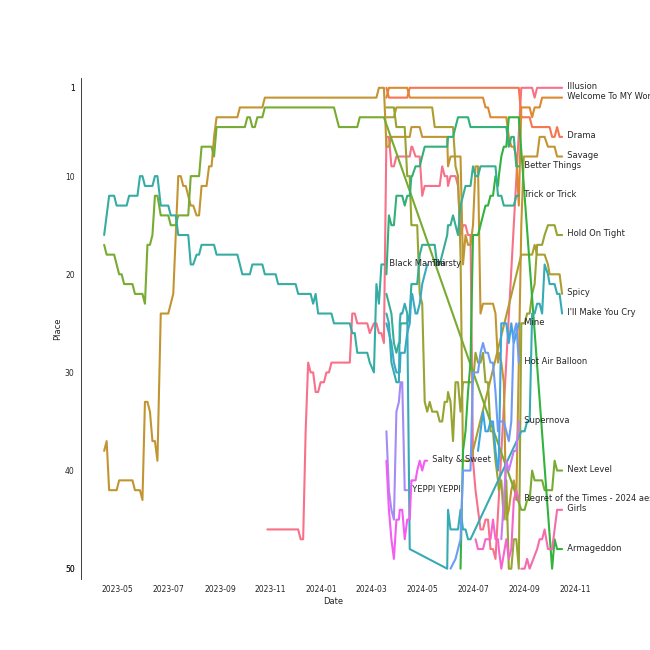 1
10
20
30
40
50
Place
Illusion
Welcome To MY Wor
Drama
Savage
Better Things
Trick or Trick
Hold On Tight
Black Mamba
Thirsty
Spicy
I'll Make You Cry
Mine
Hot Air Balloon
Supernova
Salty & Sweet
Next Level
YEPPI YEPPI
Regret of the Times - 2024 ae
Girls
Armageddon
2023-05
2023-07
2023-09
2023-11
2024-01
2024-03
2024-05
2024-07
2024-09
2024-11
Date